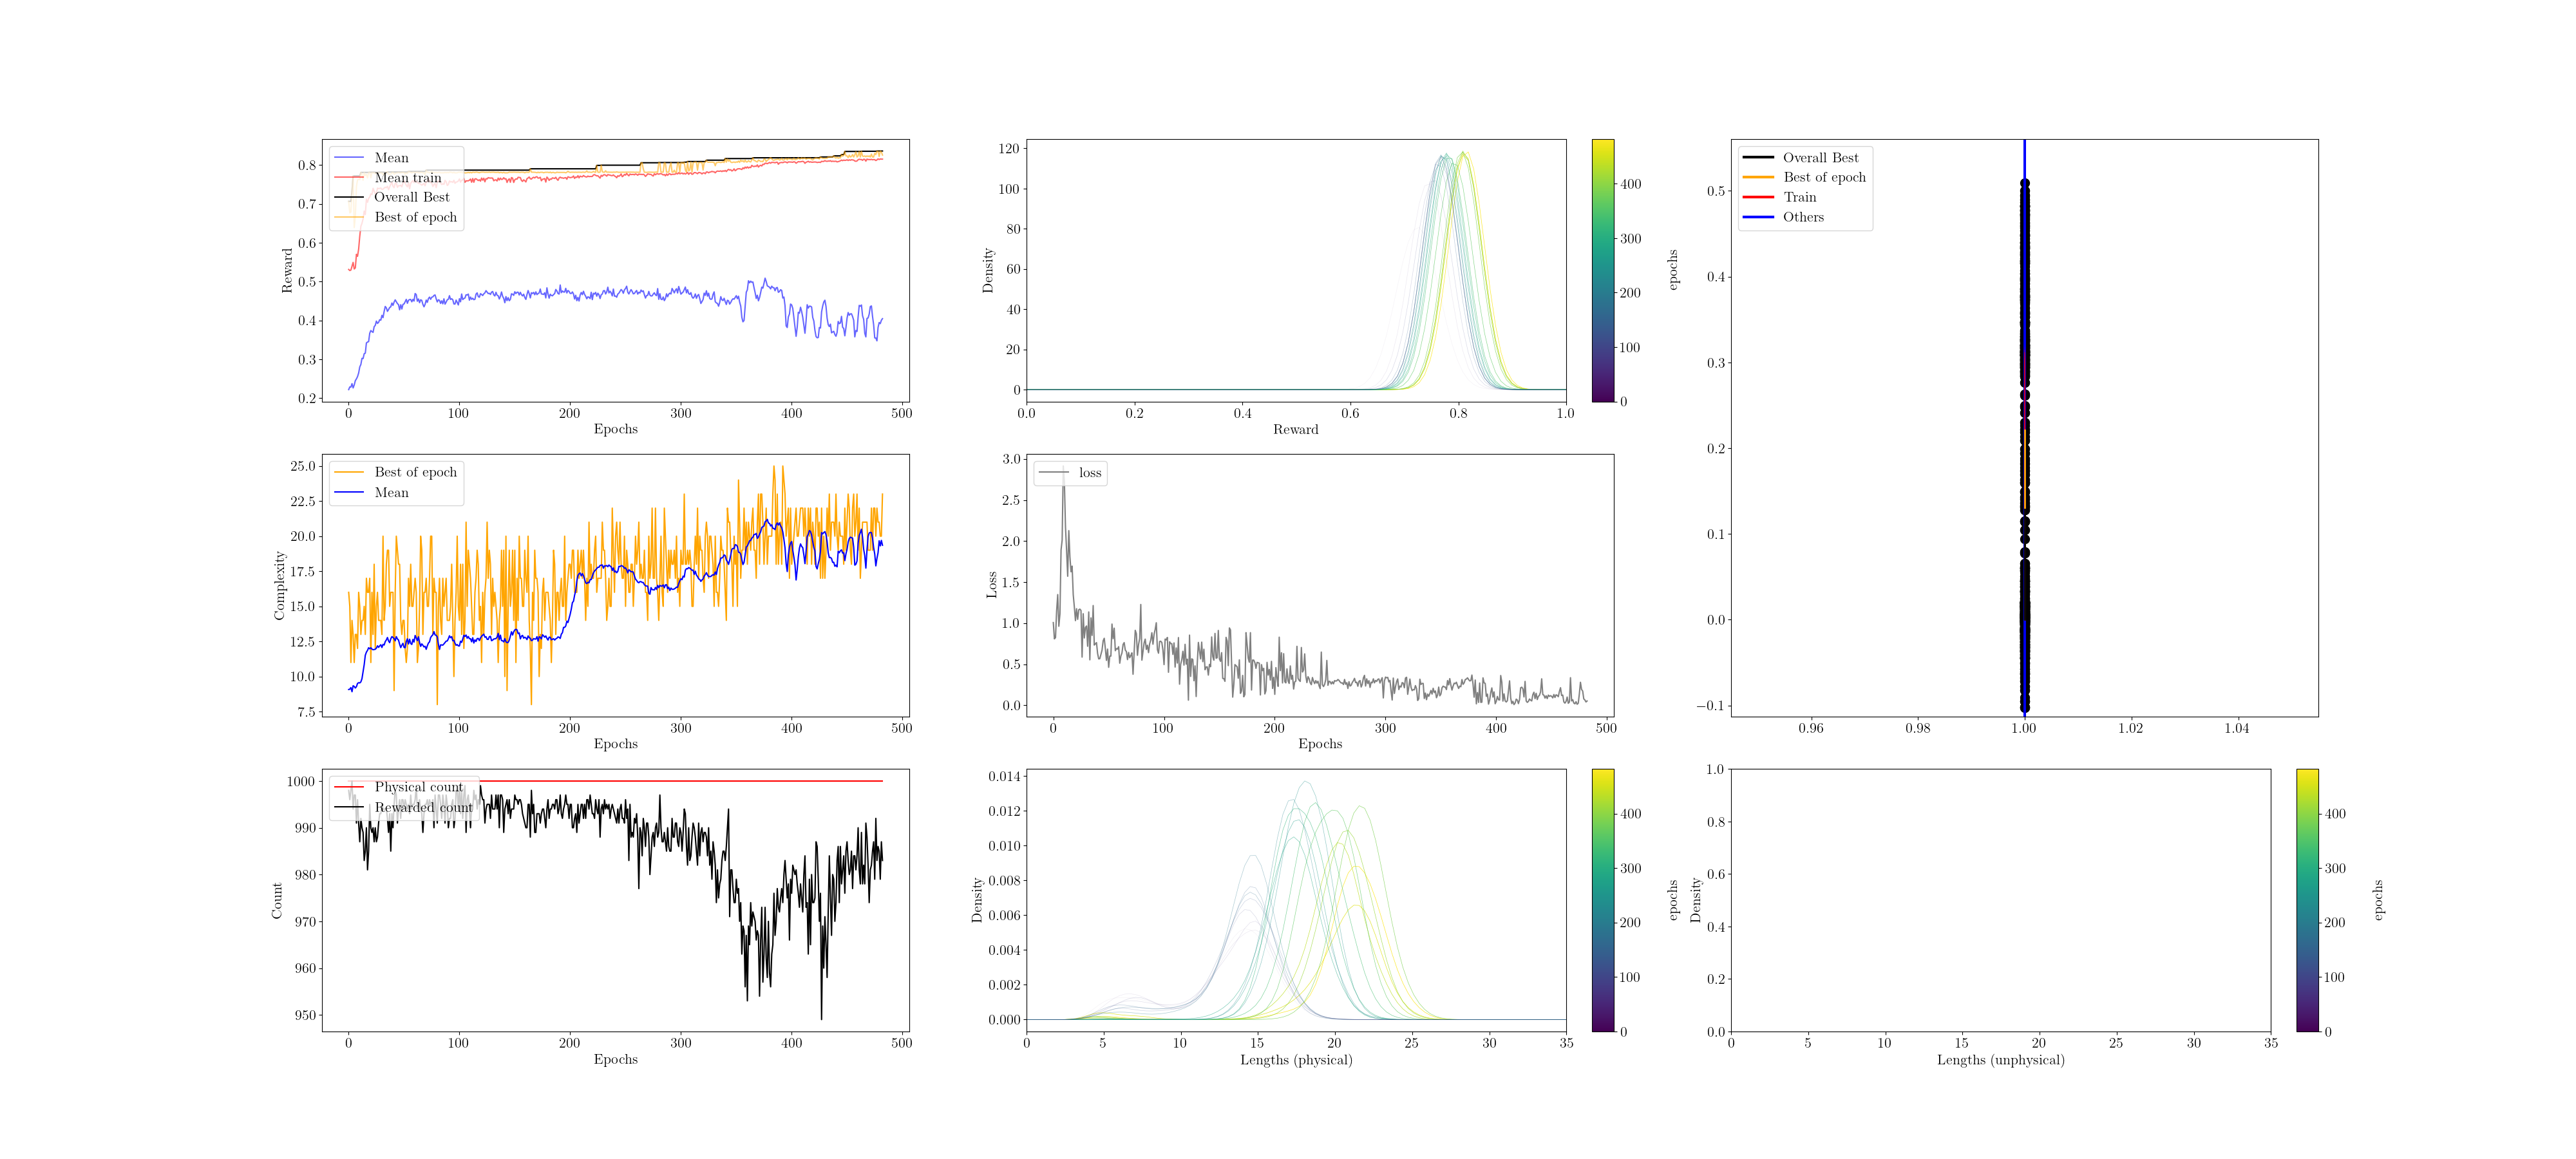 Mean
Mean train
Overall Best
Best of epoch
Reward
0.8
0.7
0.6
0.5
0.4
0.3
0.2
0 100 200 300 400 500
Epochs
Density
120
100
80
60
40
20
0
0.0 0.2 0.4 0.6 0.8 1.0
Reward
400
300
200
100
0
epochs
Overall Best
Best of epoch
Train
Others
0.5
0.4
0.3
0.2
0.1
0.0
−0.1
0.96 0.98 1.00 1.02 1.04
Best of epoch
Mean
Complexity
25.0
22.5
20.0
17.5
15.0
12.5
10.0
7.5
0 100 200 300 400 500
Epochs
loss
Loss
3.0
2.5
2.0
1.5
1.0
0.5
0.0
0 100 200 300 400 500
Epochs
Physical count
Rewarded count
Count
1000
990
980
970
960
950
0 100 200 300 400 500
Epochs
Density
0.014
0.012
0.010
0.008
0.006
0.004
0.002
0.000
0 5 10 15 20 25 30 35
Lengths (physical)
400
300
200
100
0
epochs
Density
1.0
0.8
0.6
0.4
0.2
0.0
0 5 10 15 20 25 30 35
Lengths (unphysical)
400
300
200
100
0
epochs